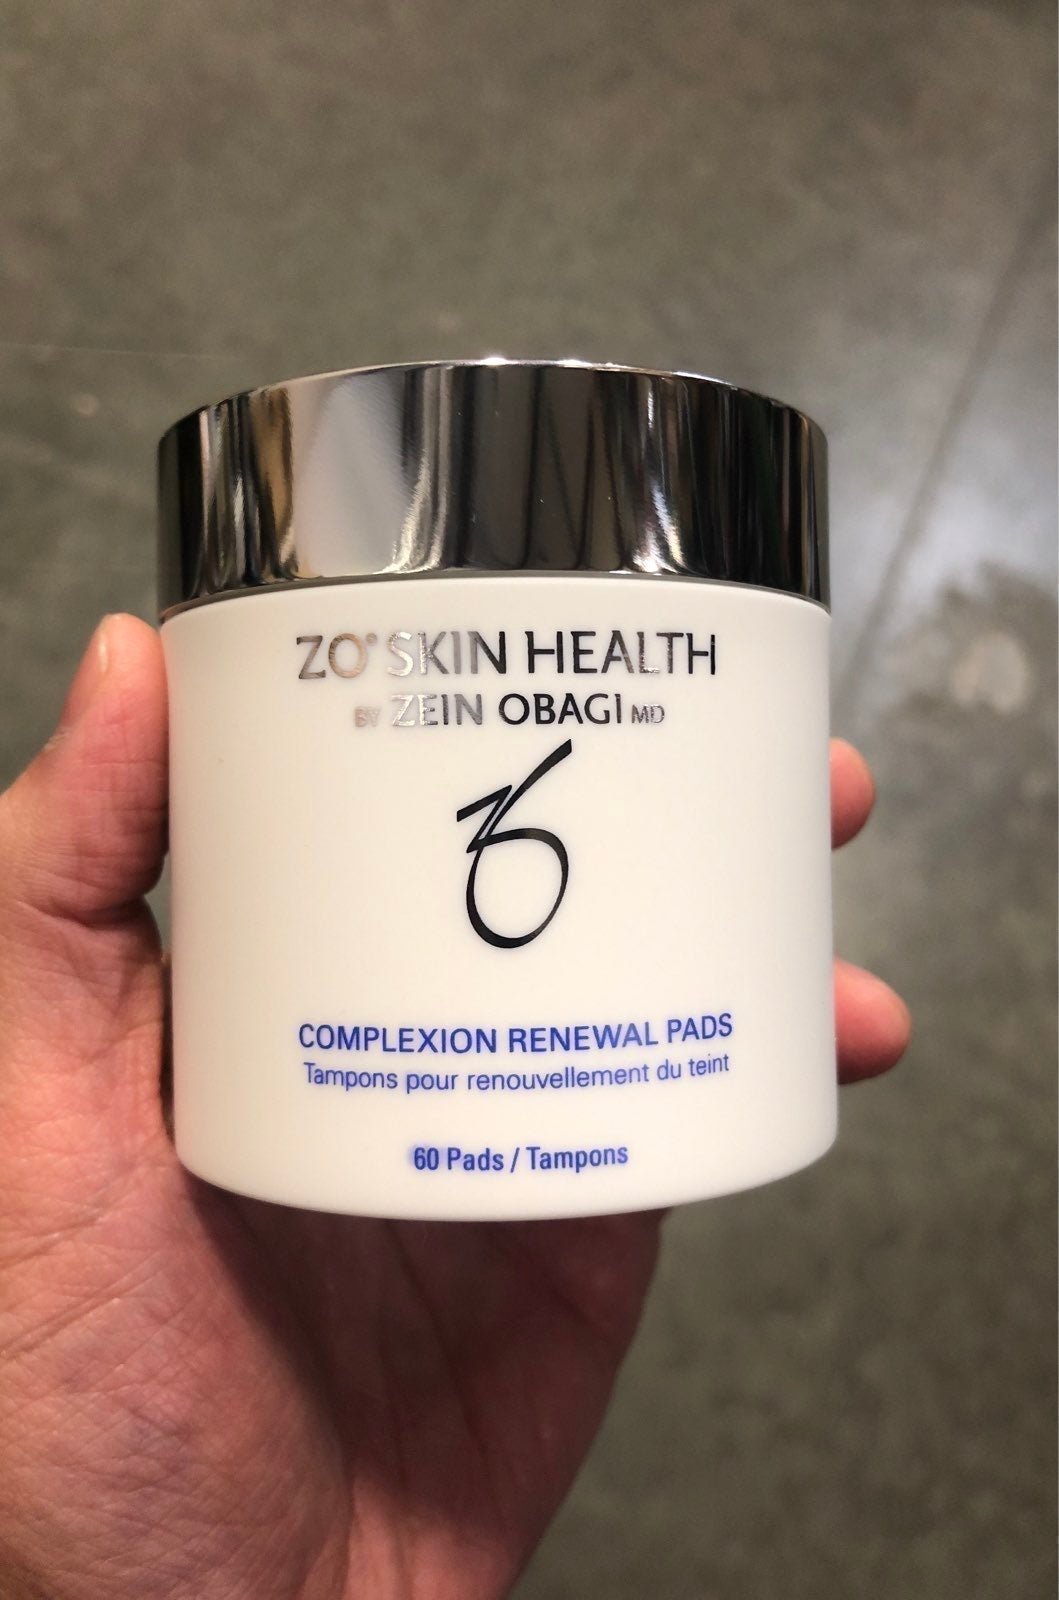 ZO® SKIN HEALTH
BY ZEIN OBAGI MD
COMPLEXION RENEWAL PADS
Tampons pour renouvellement du teint
60 Pads / Tampons